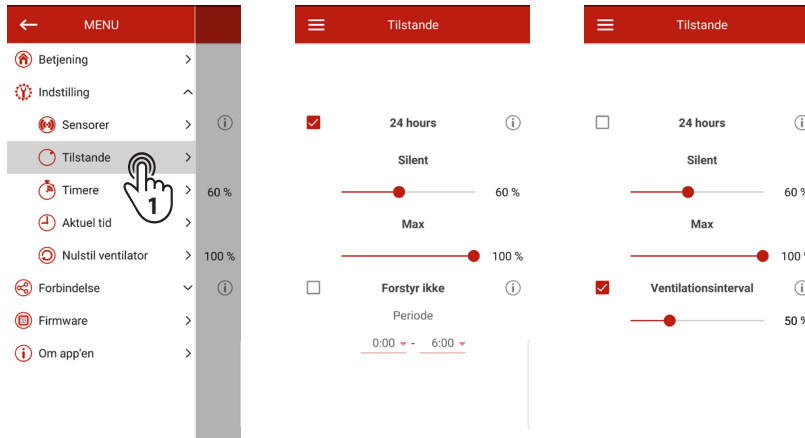 MENU
Betjening
Indstilling
Sensorer
Tilstande
1
Timere
60 %
Aktuel tid
Nulstil ventilator
100 %
Forbindelse
Firmware
Om app'en
Tilstande
24 hours
Silent
60 %
Max
100 %
Forstyr ikke
Periode
0:00 - 6:00
Tilstande
24 hours
Silent
60 %
Max
100
Ventilationsinterval
50 %